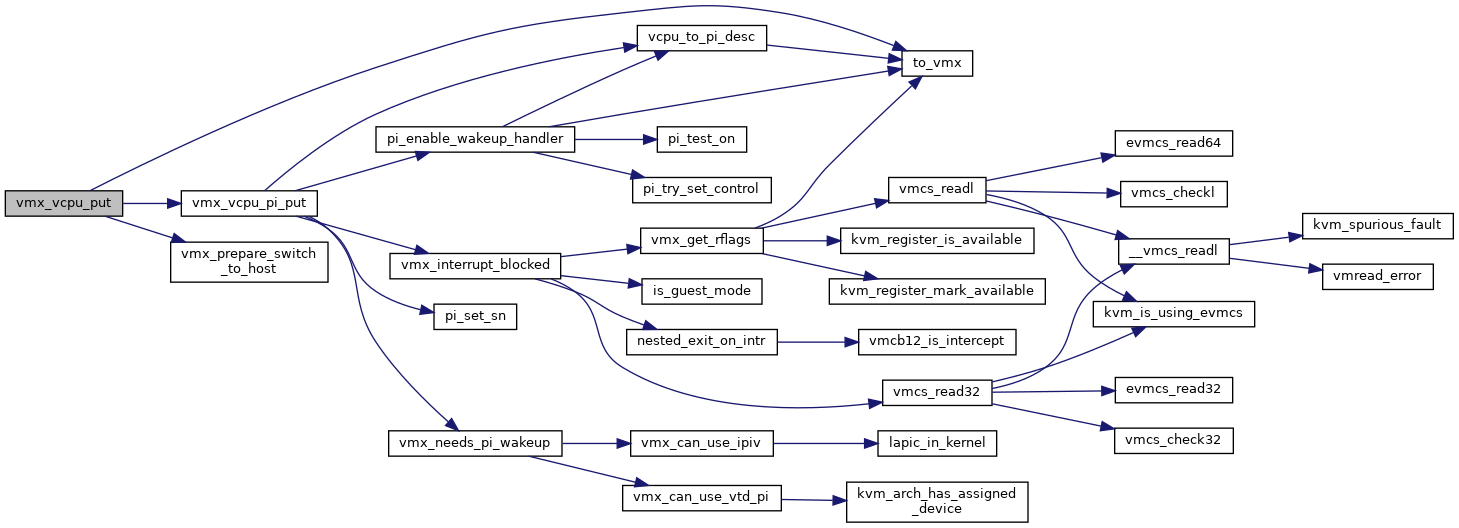 vmx_vcpu_put
vmx_vcpu_pi_put
vmx_prepare_switch
_to_host
vcpu_to_pi_desc
pi_enable_wakeup_handler
vmx_interrupt_blocked
pi_set_sn
vmx_needs_pi_wakeup
to_vmx
pi_test_on
pi_try_set_control
vmx_get_rflags
is_guest_mode
nested_exit_on_intr
vmx_can_use_ipiv
vmx_can_use_vtd_pi
vmcs_readl
kvm_register_is_available
kvm_register_mark_available
vmcb12_is_intercept
vmcs_read32
lapic_in_kernel
kvm_arch_has_assigned
_device
evmcs_read64
vmcs_checkl
__vmcs_readl
kvm_is_using_evmcs
evmcs_read32
vmcs_check32
kvm_spurious_fault
vmread_error